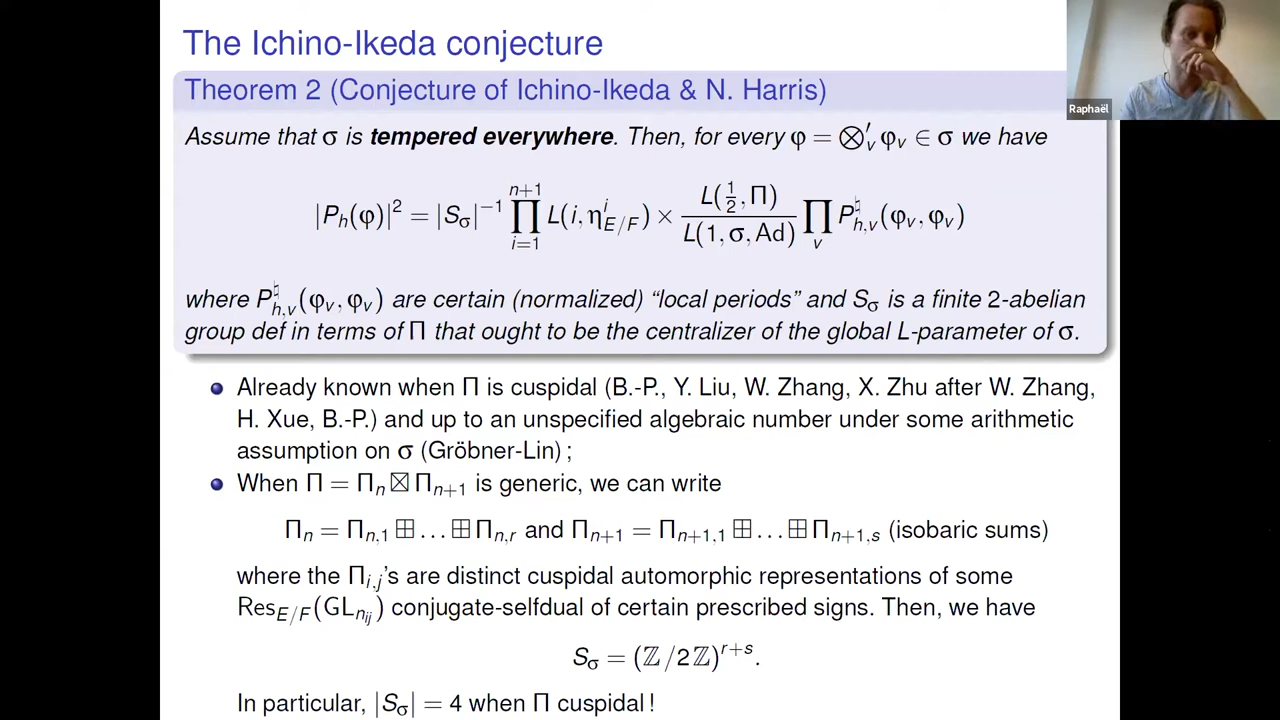 The Ichino-Ikeda conjecture
Theorem 2 (Conjecture of Ichino-Ikeda & N. Harris)
Assume that σ is tempered everywhere. Then, for every φ = ⊗′_v φ_v ∈ σ we have
|P_h(φ)|² = |S_σ|⁻¹ ∏_{i=1}^{n+1} L(i, η^i_{E/F}) × L(½, Π) / L(1, σ, Ad) ∏_v P^♮_{h,v}(φ_v, φ_v)
where P^♮_{h,v}(φ_v, φ_v) are certain (normalized) “local periods” and S_σ is a finite 2-abelian
group def in terms of Π that ought to be the centralizer of the global L-parameter of σ.
Already known when Π is cuspidal (B.-P., Y. Liu, W. Zhang, X. Zhu after W. Zhang,
H. Xue, B.-P.) and up to an unspecified algebraic number under some arithmetic
assumption on σ (Gröbner-Lin) ;
When Π = Π_n ⊠ Π_{n+1} is generic, we can write
Π_n = Π_{n,1} ⊞ … ⊞ Π_{n,r} and Π_{n+1} = Π_{n+1,1} ⊞ … ⊞ Π_{n+1,s} (isobaric sums)
where the Π_{i,j}'s are distinct cuspidal automorphic representations of some
Res_{E/F}(GL_{n_{ij}}) conjugate-selfdual of certain prescribed signs. Then, we have
S_σ = (ℤ/2ℤ)^{r+s}.
In particular, |S_σ| = 4 when Π cuspidal !
Raphaël